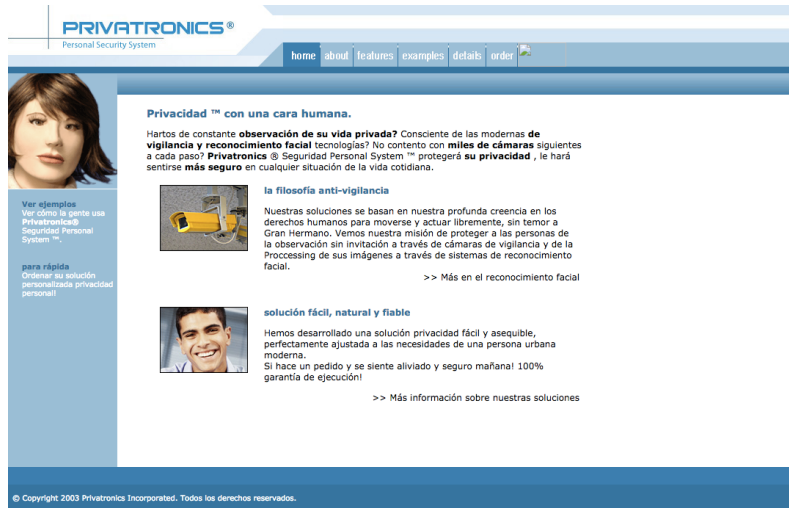 PRIVATRONICS®
Personal Security System
home about features examples details order
Privacidad ™ con una cara humana.
Hartos de constante observación de su vida privada? Consciente de las modernas de
vigilancia y reconocimiento facial tecnologías? No contento con miles de cámaras siguientes
a cada paso? Privatronics ® Seguridad Personal System ™ protegerá su privacidad , le hará
sentirse más seguro en cualquier situación de la vida cotidiana.
Ver ejemplos
Ver cómo la gente usa
Privatronics®
Seguridad Personal
System ™.
para rápida
Ordenar su solución
personalizada privacidad
personal!
la filosofía anti-vigilancia
Nuestras soluciones se basan en nuestra profunda creencia en los
derechos humanos para moverse y actuar libremente, sin temor a
Gran Hermano. Vemos nuestra misión de proteger a las personas de
la observación sin invitación a través de cámaras de vigilancia y de la
Proccessing de sus imágenes a través de sistemas de reconocimiento
facial.
>> Más en el reconocimiento facial
solución fácil, natural y fiable
Hemos desarrollado una solución privacidad fácil y asequible,
perfectamente ajustada a las necesidades de una persona urbana
moderna.
Si hace un pedido y se siente aliviado y seguro mañana! 100%
garantía de ejecución!
>> Más información sobre nuestras soluciones
© Copyright 2003 Privatronics Incorporated. Todos los derechos reservados.